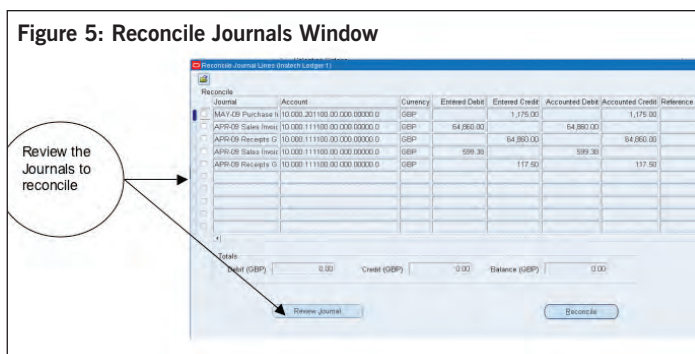 Figure 5: Reconcile Journals Window
Reconcile Journal Lines (Inatech Ledger 1)
Reconcile
Journal Account Currency Entered Debit Entered Credit Accounted Debit Accounted Credit Reference
MAY-09 Purchase I 10.000.201100.00.000.00000.0 GBP 1,175.00 1,175.00
APR-09 Sales Invoic 10.000.111100.00.000.00000.0 GBP 64,860.00 64,860.00
APR-09 Receipts G 10.000.111100.00.000.00000.0 GBP 64,860.00 64,860.00
APR-09 Sales Invoic 10.000.111100.00.000.00000.0 GBP 599.30 599.30
APR-09 Receipts G 10.000.111100.00.000.00000.0 GBP 117.50 117.50
Review the
Journals to
reconcile
Totals
Debit (GBP) 0.00 Credit (GBP) 0.00 Balance (GBP) 0.00
Review Journal
Reconcile